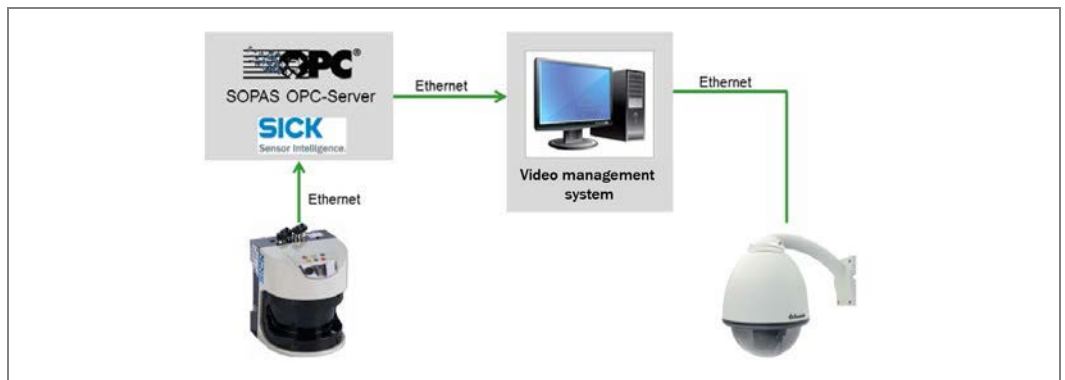 OPC®
SOPAS OPC-Server
SICK
Sensor Intelligence.
Ethernet
Ethernet
Video management
system
Ethernet